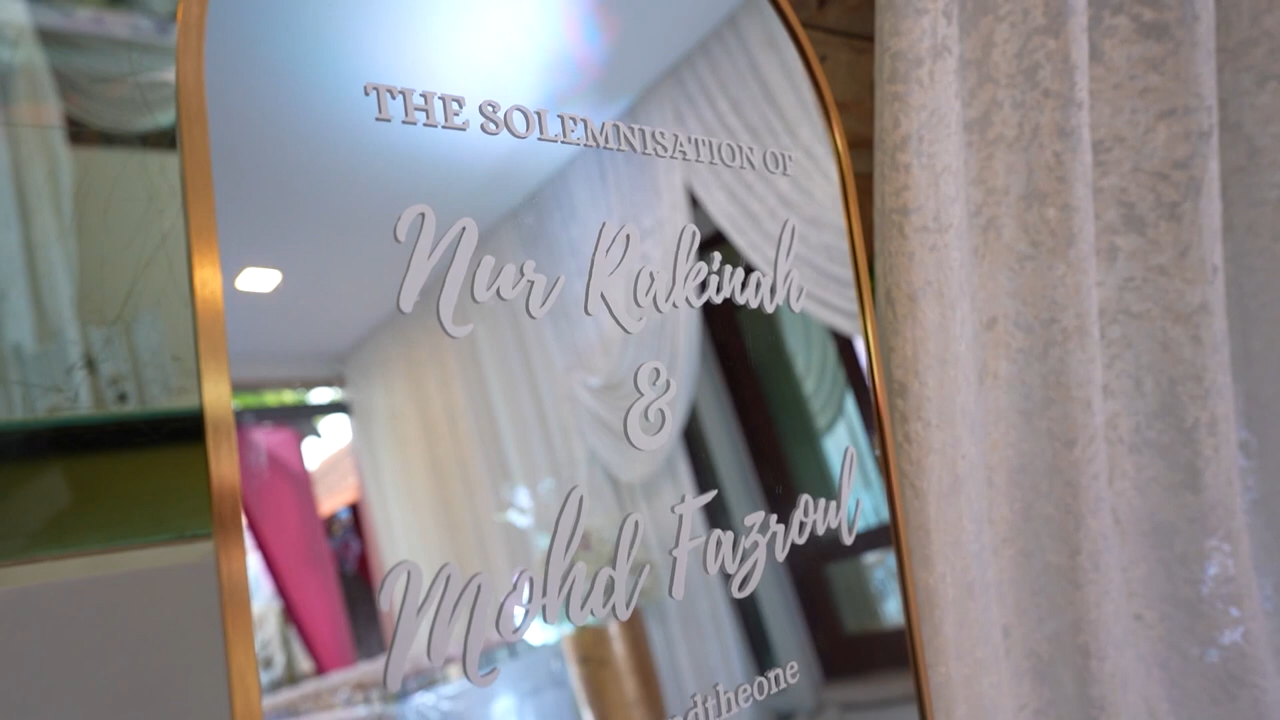 THE SOLEMNISATION OF
Nur Rakinah
&
Mohd Fazroul